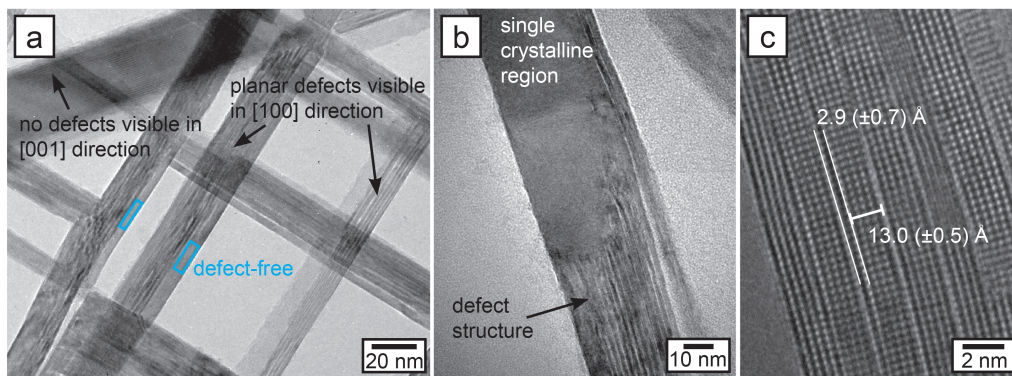 a
planar defects visible
in [100] direction
no defects visible in
[001] direction
defect-free
20 nm
b
single
crystalline
region
defect
structure
10 nm
c
2.9 (±0.7) Å
13.0 (±0.5) Å
2 nm